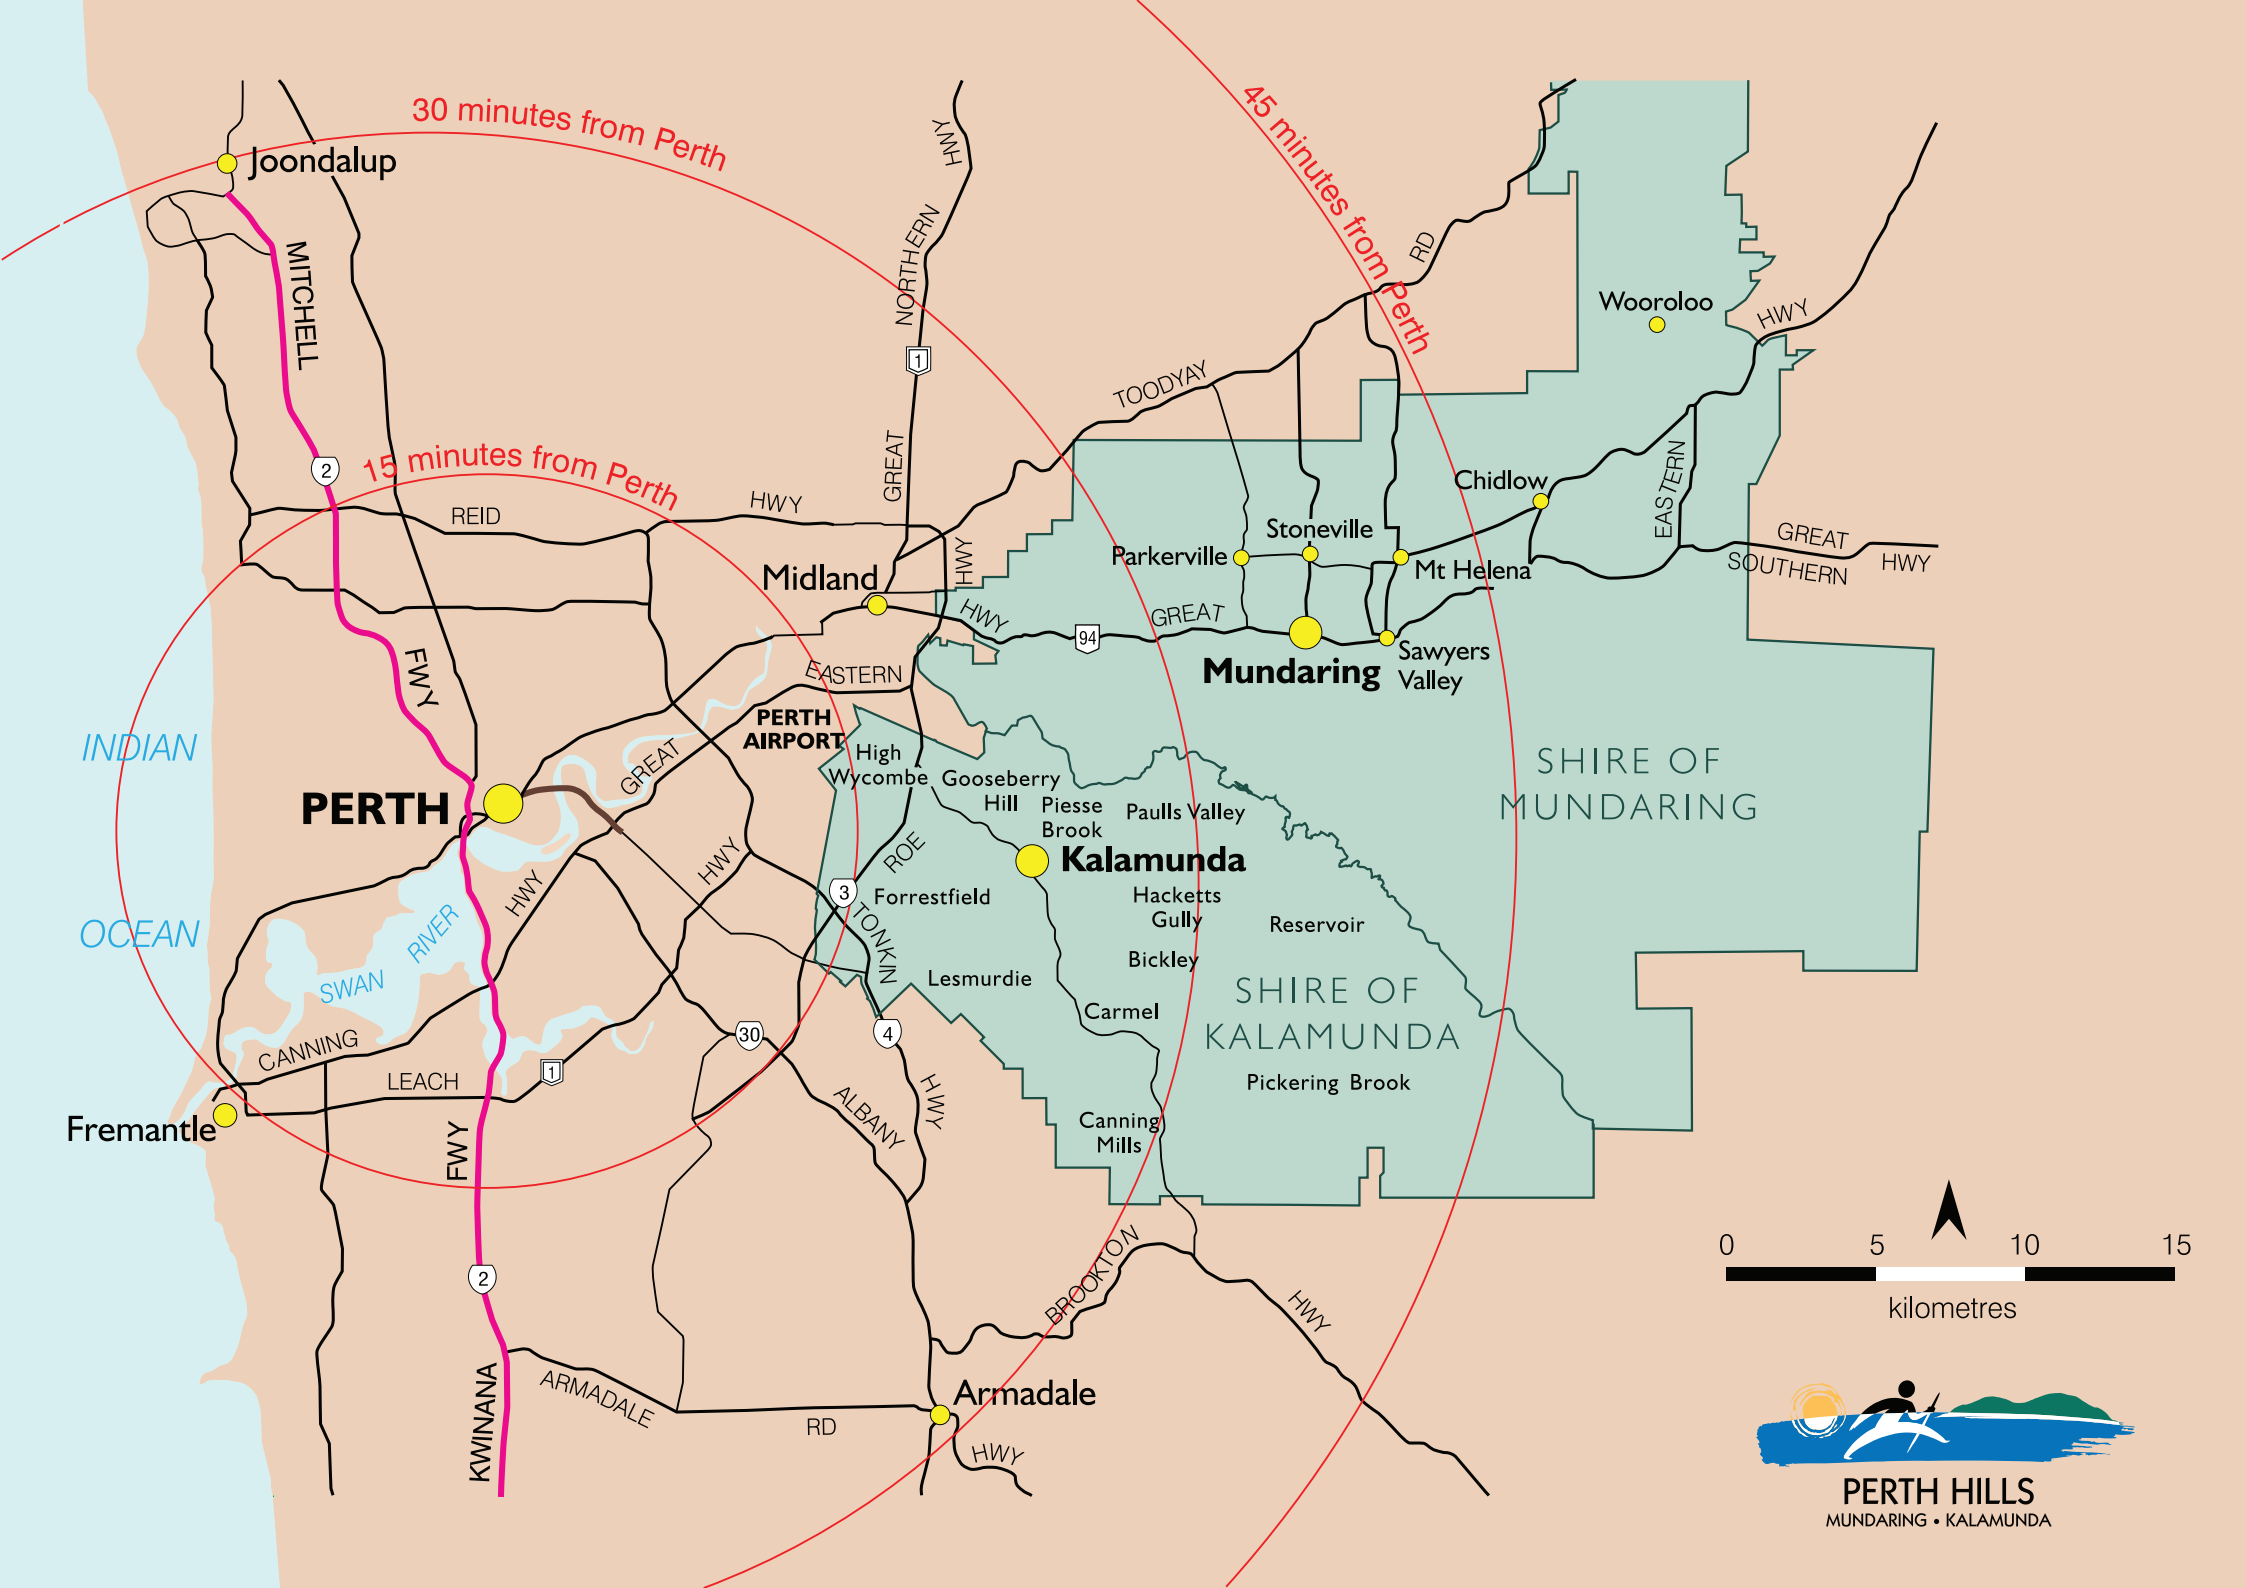 30 minutes from Perth
45 minutes from Perth
15 minutes from Perth
Joondalup
MITCHELL
2
FWY
HWY
NORTHERN
1
GREAT
RD
TOODYAY
Wooroloo
HWY
REID
HWY
HWY
Midland
Chidlow
Stoneville
Parkerville
Mt Helena
EASTERN
GREAT
SOUTHERN
HWY
HWY
94
GREAT
Mundaring
Sawyers
Valley
EASTERN
PERTH
AIRPORT
GREAT
INDIAN
OCEAN
PERTH
High
Wycombe
Gooseberry
Hill
Piesse
Brook
Paulls Valley
Kalamunda
SHIRE OF
MUNDARING
HWY
HWY
ROE
3
Forrestfield
TONKIN
Hacketts
Gully
Reservoir
Bickley
Lesmurdie
Carmel
SHIRE OF
KALAMUNDA
Pickering Brook
Canning
Mills
SWAN
RIVER
CANNING
LEACH
1
30
4
HWY
ALBANY
Fremantle
FWY
2
KWINANA
ARMADALE
RD
Armadale
HWY
BROOKTON
HWY
0 5 10 15
kilometres
PERTH HILLS
MUNDARING • KALAMUNDA